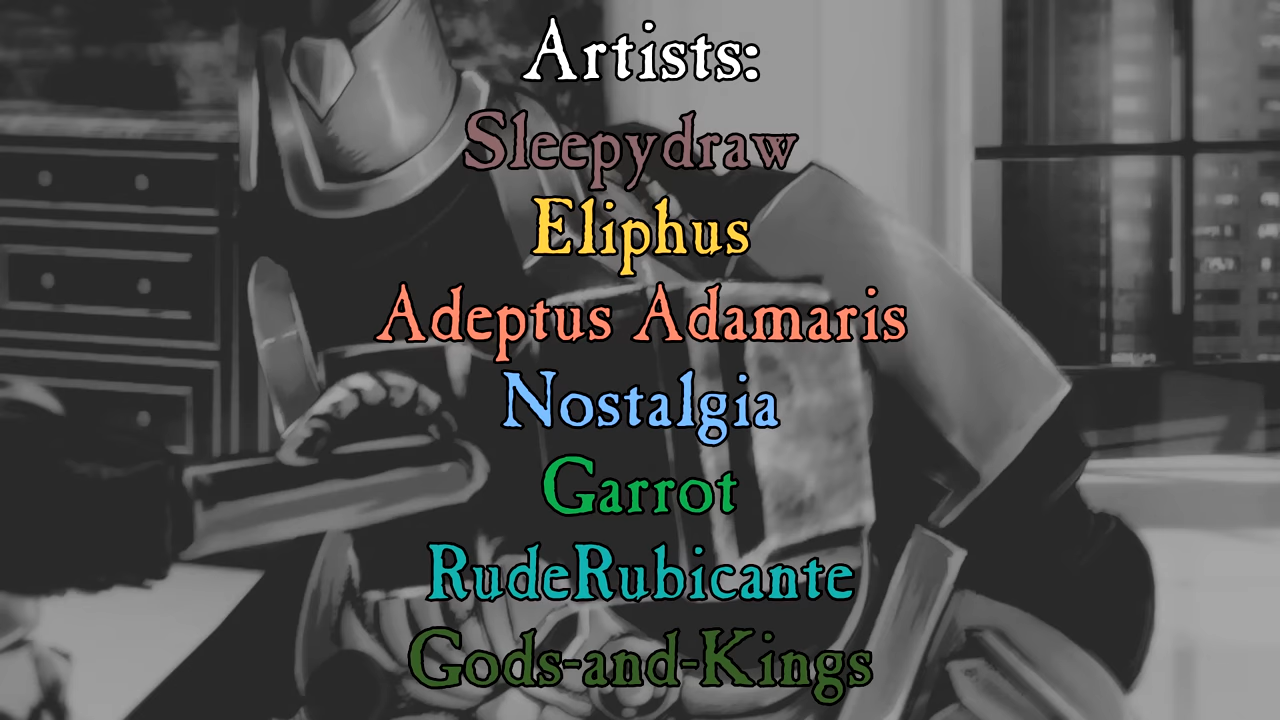 Artists:
Sleepydraw
Eliphus
Adeptus Adamaris
Nostalgia
Garrot
RudeRubicante
Gods-and-Kings